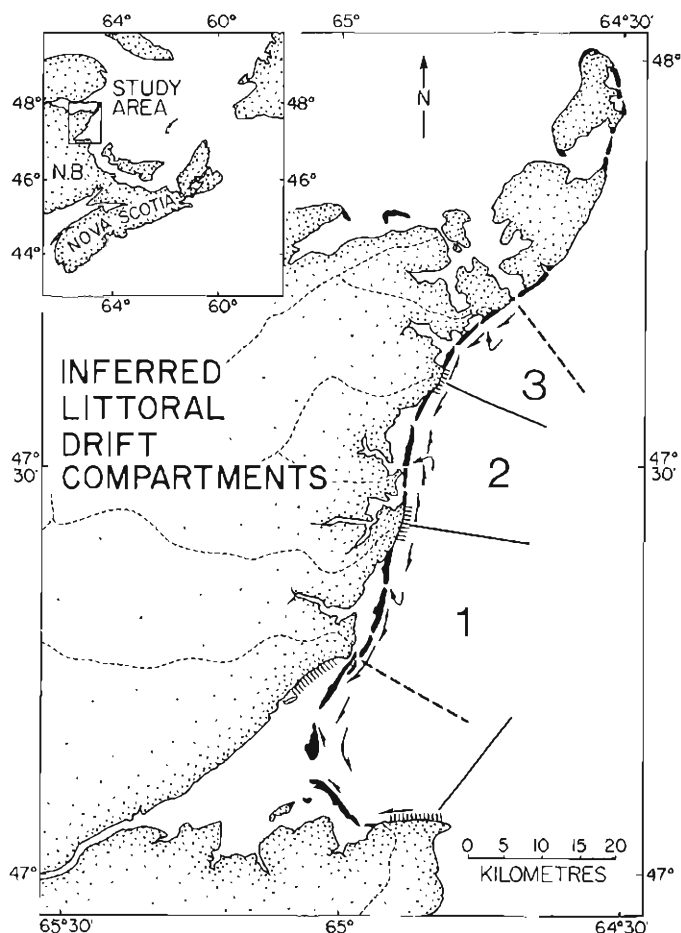 64° 60° 65° 64°30'
48° STUDY 48° 48°
AREA
N
N.B.
46° 46°
NOVA SCOTIA
44°
64° 60°
INFERRED
LITTORAL
DRIFT
COMPARTMENTS
3
47°
30'
2
47°
30'
1
0 5 10 15 20
KILOMETRES
47° 47°
65°30' 65° 64°30'